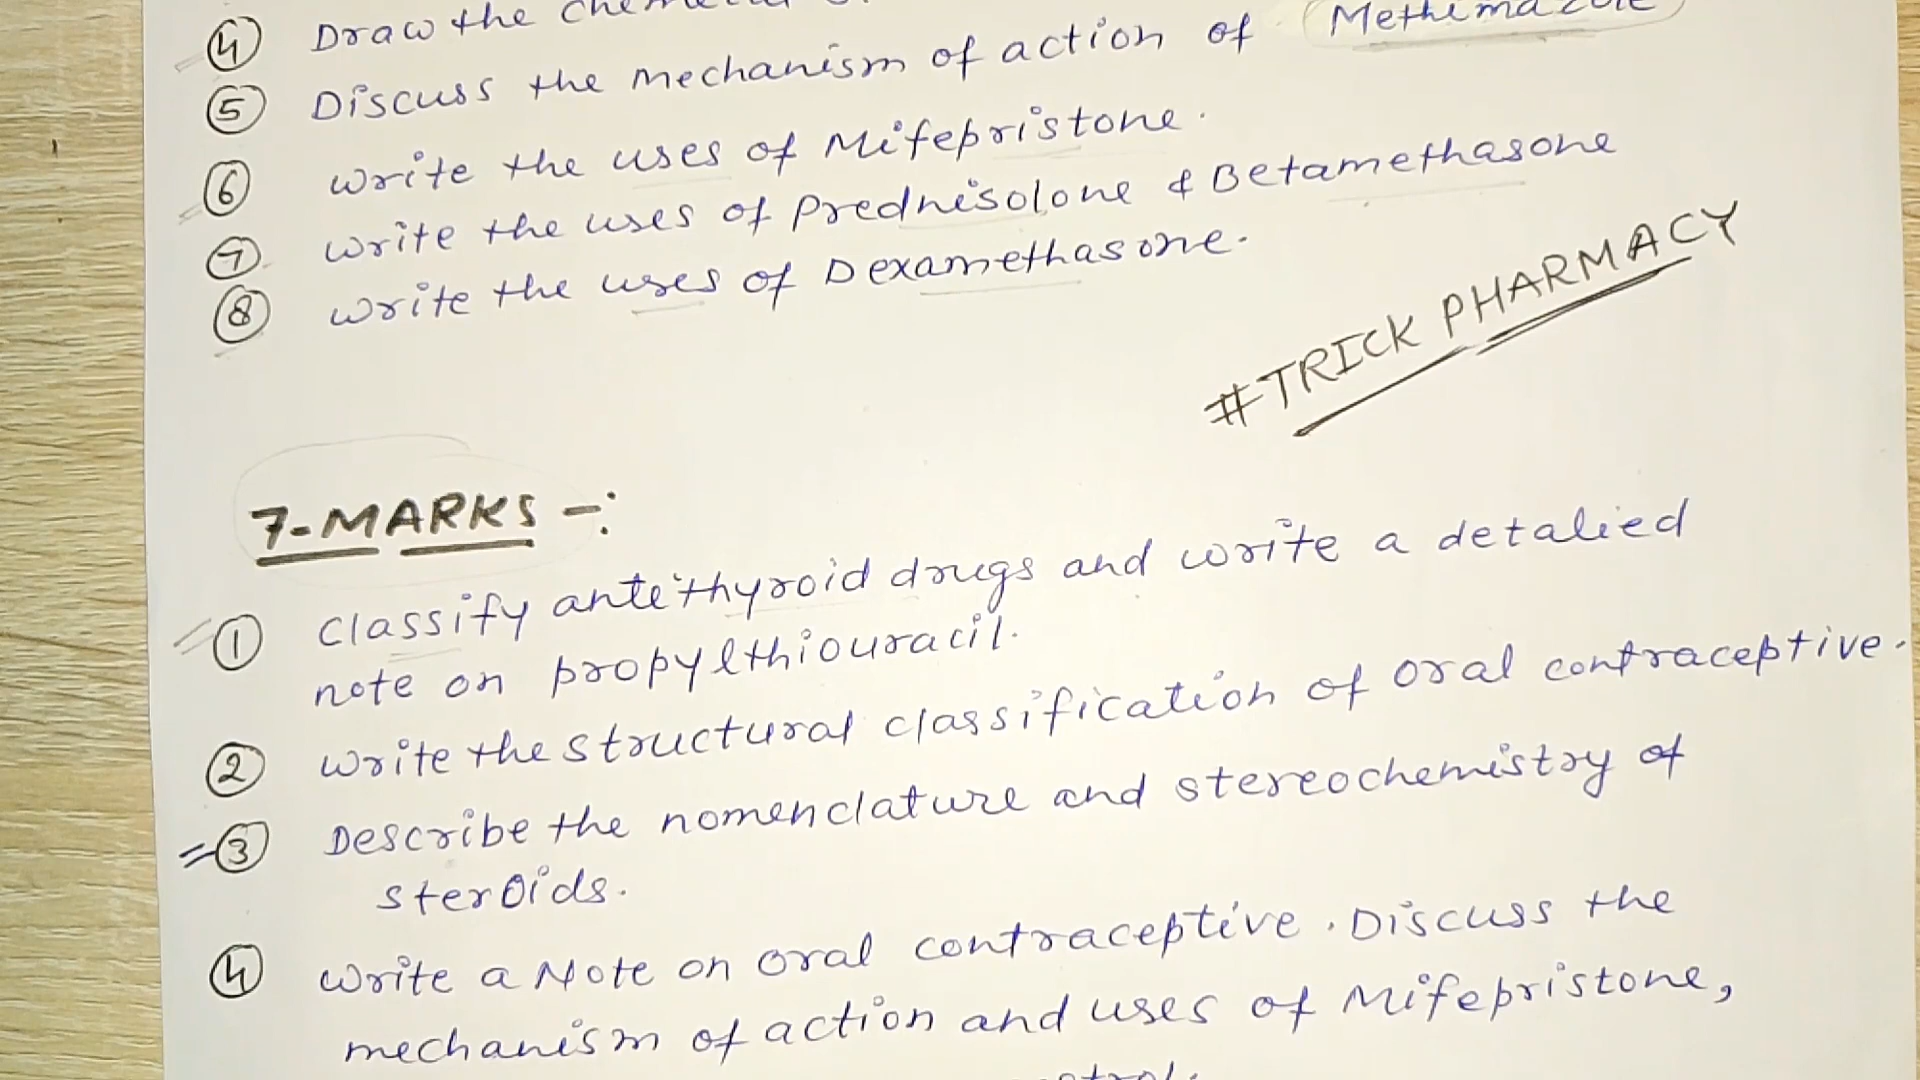 4 Draw the
5 Discuss the mechanism of action of Methimazole
6 write the uses of Mifepristone.
7 write the uses of prednisolone & Betamethasone
8 write the uses of Dexamethasone.
#TRICK PHARMACY
7-MARKS -:
1 classify antithyroid drugs and write a detalied
note on propylthiouracil.
2 write the structural classification of oral contraceptive.
3 Describe the nomenclature and stereochemistry of
steroids.
4 write a Note on oral contraceptive. Discuss the
mechanism of action and uses of Mifepristone,